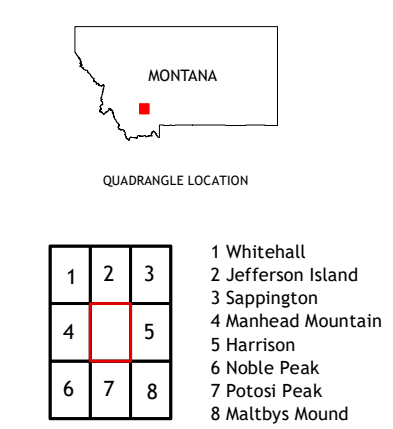 MONTANA
QUADRANGLE LOCATION
1 2 3
4 5
6 7 8
1 Whitehall
2 Jefferson Island
3 Sappington
4 Manhead Mountain
5 Harrison
6 Noble Peak
7 Potosi Peak
8 Maltbys Mound